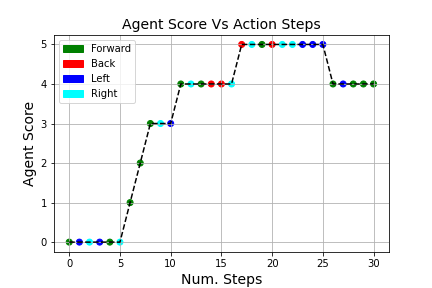 Agent Score Vs Action Steps
Forward
Back
Left
Right
Agent Score
5
4
3
2
1
0
0 5 10 15 20 25 30
Num. Steps